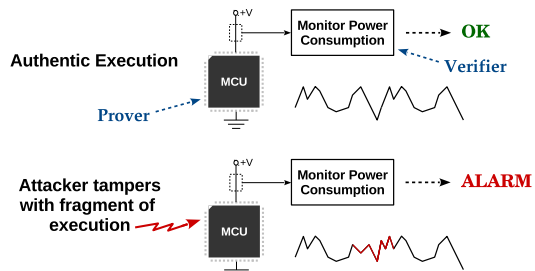 +V
Monitor Power
Consumption
OK
Authentic Execution
MCU
Verifier
Prover
+V
Monitor Power
Consumption
ALARM
Attacker tampers
with fragment of
execution
MCU